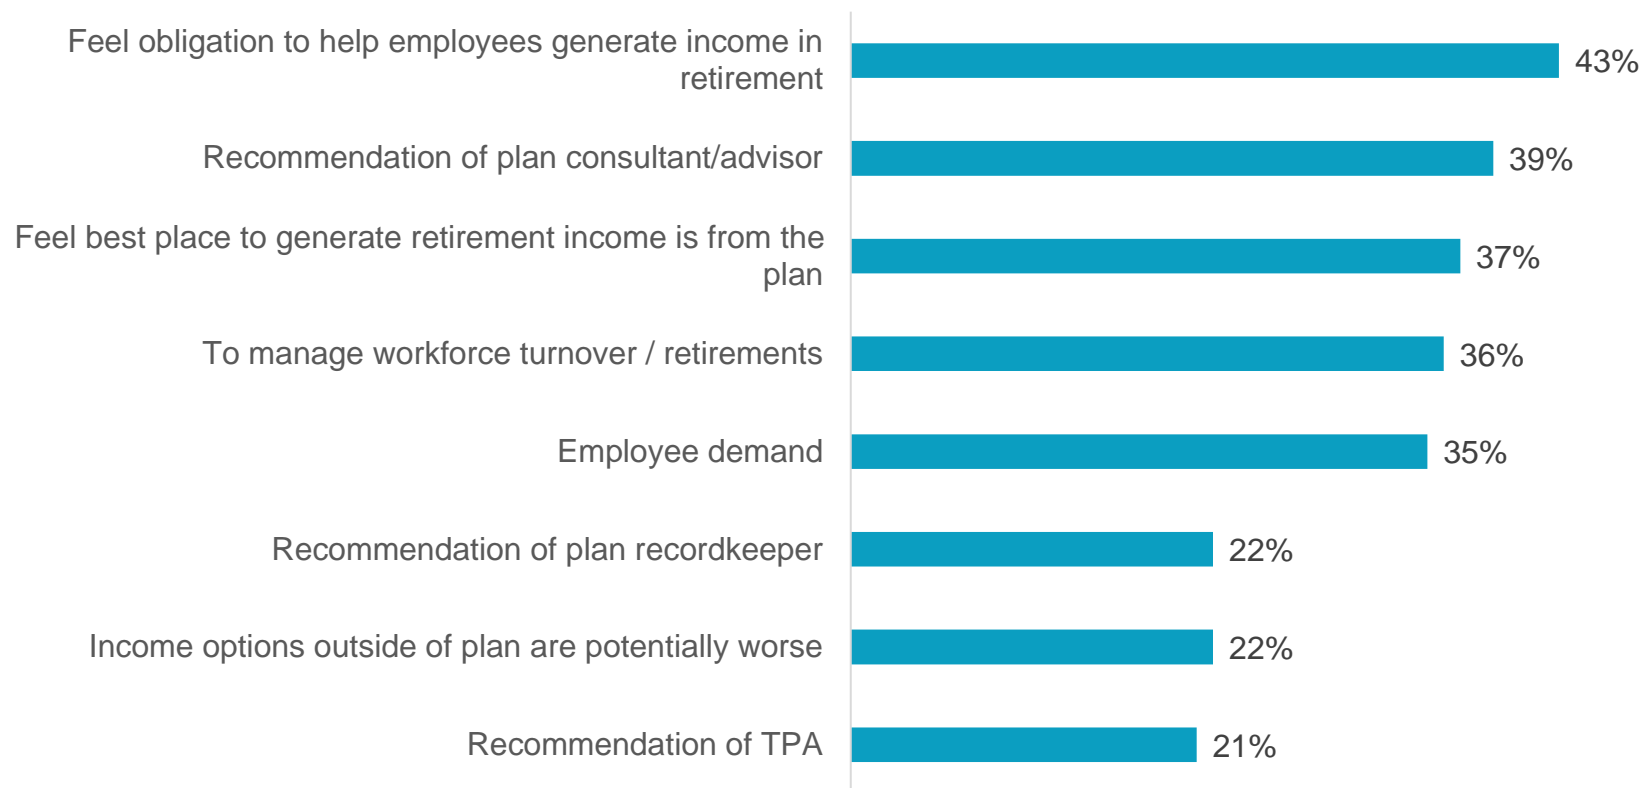 Feel obligation to help employees generate income in
retirement
43%
Recommendation of plan consultant/advisor
39%
Feel best place to generate retirement income is from the
plan
37%
To manage workforce turnover / retirements
36%
Employee demand
35%
Recommendation of plan recordkeeper
22%
Income options outside of plan are potentially worse
22%
Recommendation of TPA
21%